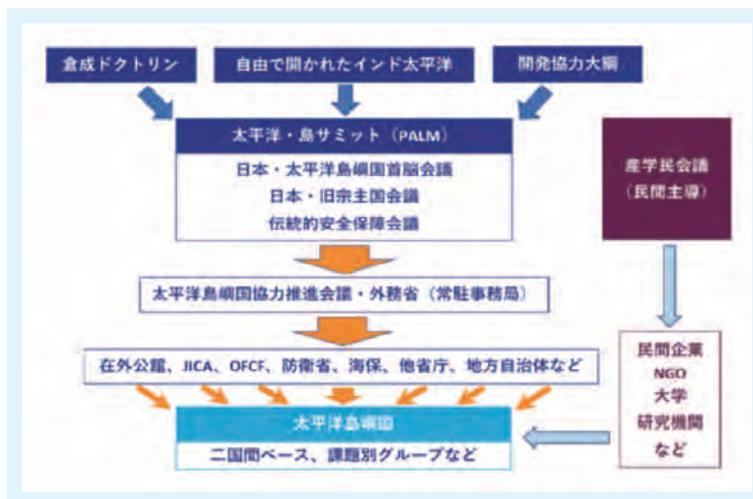 倉成ドクトリン
自由で開かれたインド太平洋
開発協力大綱
太平洋・島サミット（PALM）
日本・太平洋島嶼国首脳会議
日本・旧宗主国会議
伝統的安全保障会議
産学民会議
（民間主導）
太平洋島嶼国協力推進会議・外務省（常駐事務局）
在外公館、JICA、OFCF、防衛省、海保、他省庁、地方自治体など
民間企業
NGO
大学
研究機関
など
太平洋島嶼国
二国間ベース、課題別グループなど